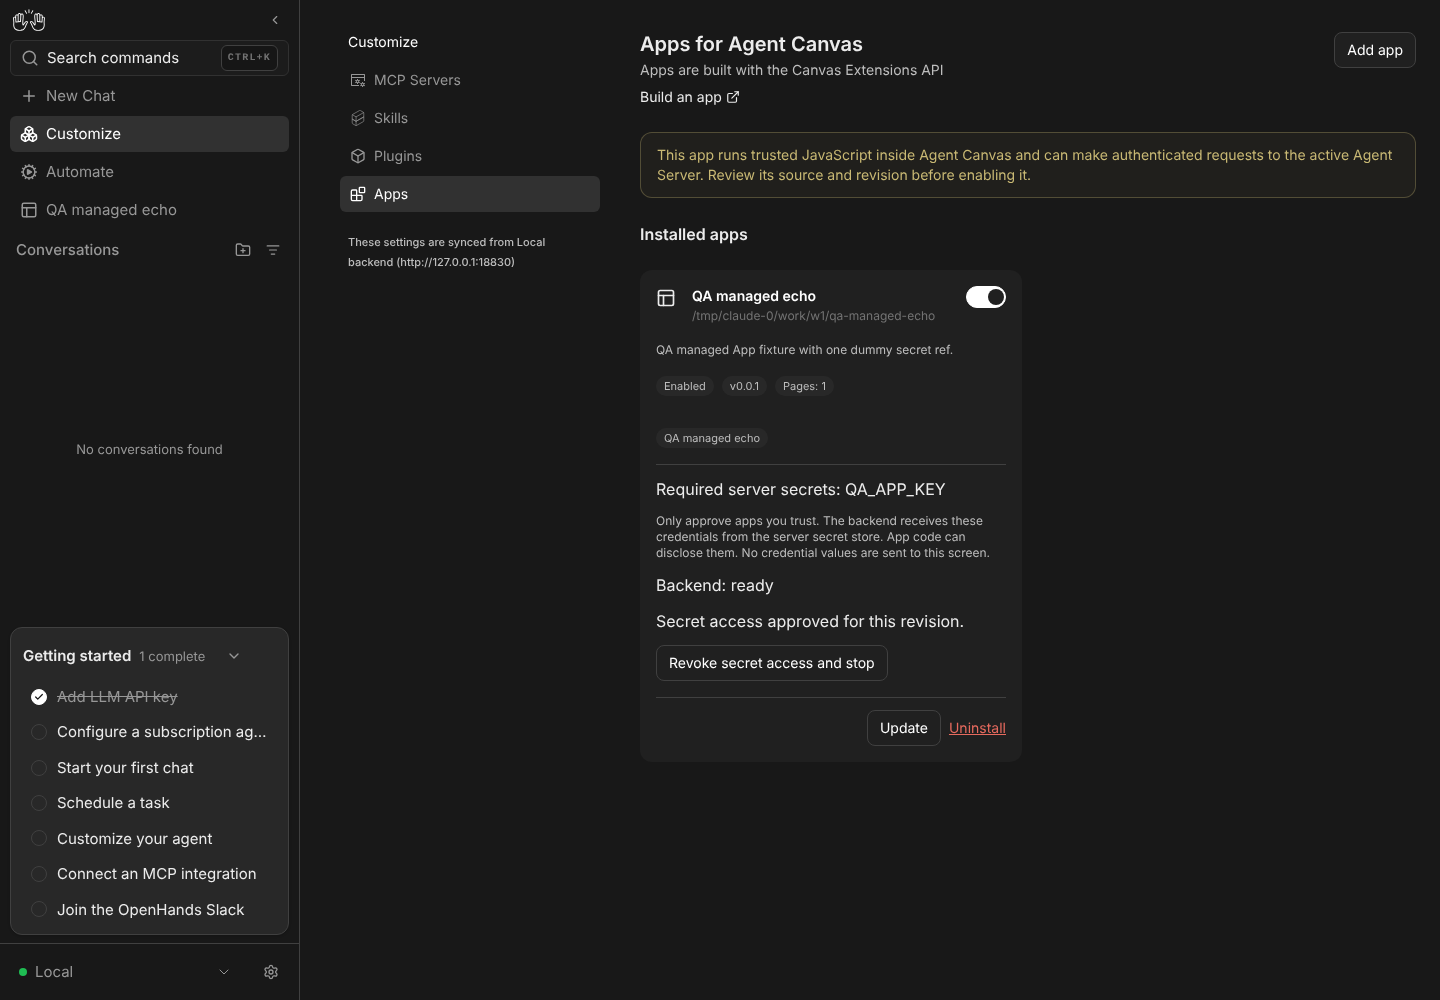 Search commands
CTRL+K
New Chat
Customize
Automate
QA managed echo
Conversations
No conversations found
Getting started 1 complete
Add LLM API key
Configure a subscription ag...
Start your first chat
Schedule a task
Customize your agent
Connect an MCP integration
Join the OpenHands Slack
Local
Customize
MCP Servers
Skills
Plugins
Apps
These settings are synced from Local
backend (http://127.0.0.1:18830)
Apps for Agent Canvas
Apps are built with the Canvas Extensions API
Build an app
Add app
This app runs trusted JavaScript inside Agent Canvas and can make authenticated requests to the active Agent
Server. Review its source and revision before enabling it.
Installed apps
QA managed echo
/tmp/claude-0/work/w1/qa-managed-echo
QA managed App fixture with one dummy secret ref.
Enabled v0.0.1 Pages: 1
QA managed echo
Required server secrets: QA_APP_KEY
Only approve apps you trust. The backend receives these
credentials from the server secret store. App code can
disclose them. No credential values are sent to this screen.
Backend: ready
Secret access approved for this revision.
Revoke secret access and stop
Update Uninstall